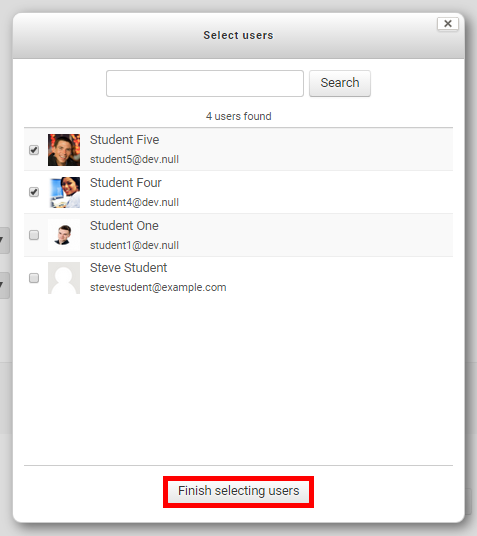 Select users
Search
4 users found
Student Five
student5@dev.null
Student Four
student4@dev.null
Student One
student1@dev.null
Steve Student
stevestudent@example.com
Finish selecting users